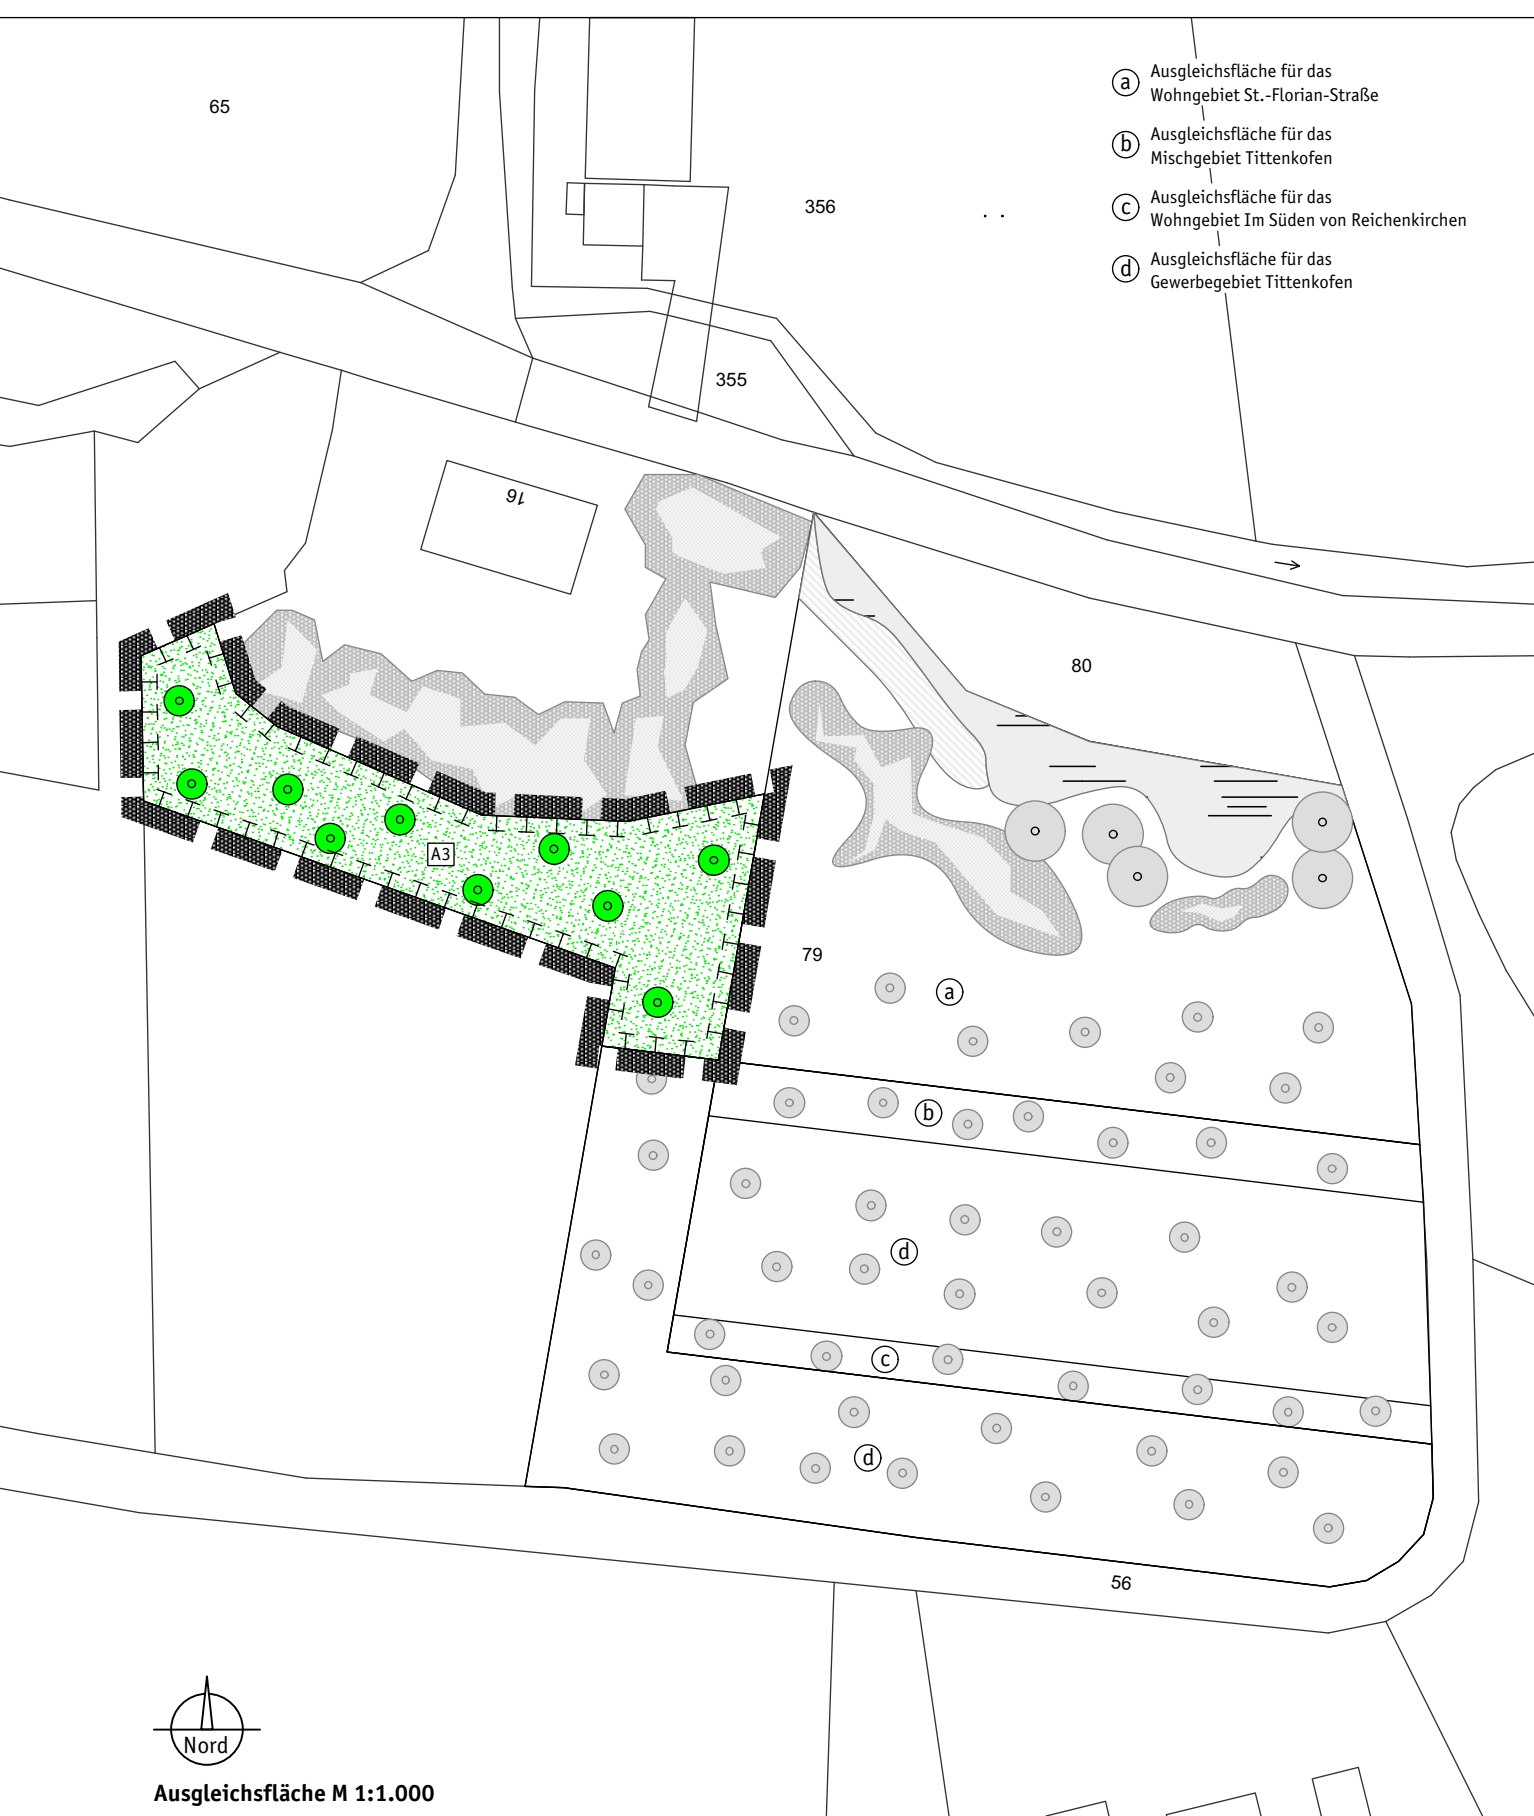 65
ⓐ Ausgleichsfläche für das
Wohngebiet St.-Florian-Straße
ⓑ Ausgleichsfläche für das
Mischgebiet Tittenkofen
ⓒ Ausgleichsfläche für das
Wohngebiet Im Süden von Reichenkirchen
ⓓ Ausgleichsfläche für das
Gewerbegebiet Tittenkofen
356
355
16
80
A3
79
a
b
d
c
d
56
Nord
Ausgleichsfläche M 1:1.000